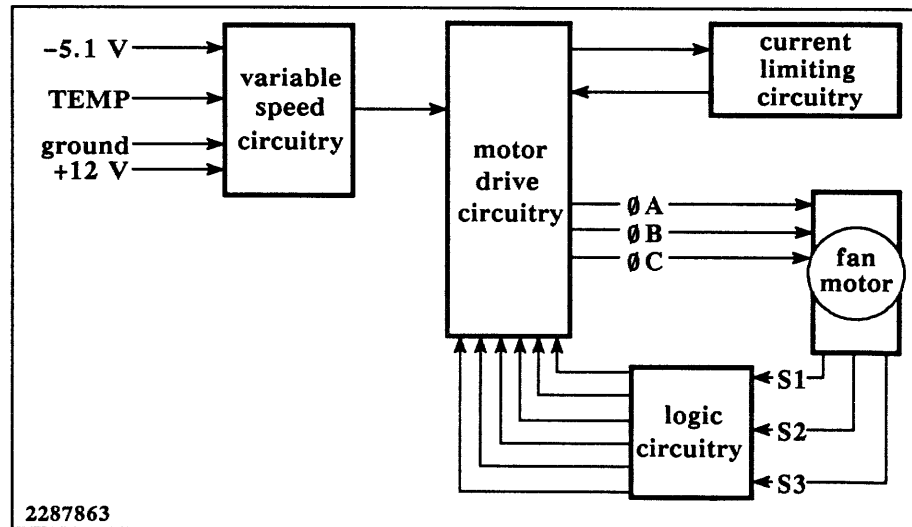 −5.1 V
TEMP
ground
+12 V
variable
speed
circuitry
motor
drive
circuitry
current
limiting
circuitry
ØA
ØB
ØC
fan
motor
S1
S2
S3
logic
circuitry
2287863